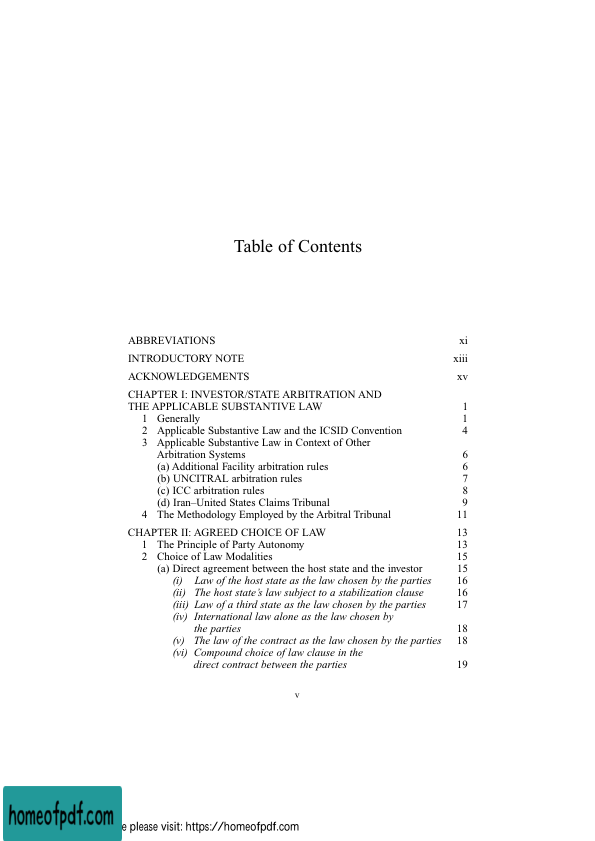 Table of Contents
ABBREVIATIONS xi
INTRODUCTORY NOTE xiii
ACKNOWLEDGEMENTS xv
CHAPTER I: INVESTOR/STATE ARBITRATION AND
THE APPLICABLE SUBSTANTIVE LAW 1
1 Generally 1
2 Applicable Substantive Law and the ICSID Convention 4
3 Applicable Substantive Law in Context of Other
Arbitration Systems 6
(a) Additional Facility arbitration rules 6
(b) UNCITRAL arbitration rules 7
(c) ICC arbitration rules 8
(d) Iran–United States Claims Tribunal 9
4 The Methodology Employed by the Arbitral Tribunal 11
CHAPTER II: AGREED CHOICE OF LAW 13
1 The Principle of Party Autonomy 13
2 Choice of Law Modalities 15
(a) Direct agreement between the host state and the investor 15
(i) Law of the host state as the law chosen by the parties 16
(ii) The host state's law subject to a stabilization clause 16
(iii) Law of a third state as the law chosen by the parties 17
(iv) International law alone as the law chosen by
the parties 18
(v) The law of the contract as the law chosen by the parties 18
(vi) Compound choice of law clause in the
direct contract between the parties 19
v
homeofpdf.com
please visit: https://homeofpdf.com